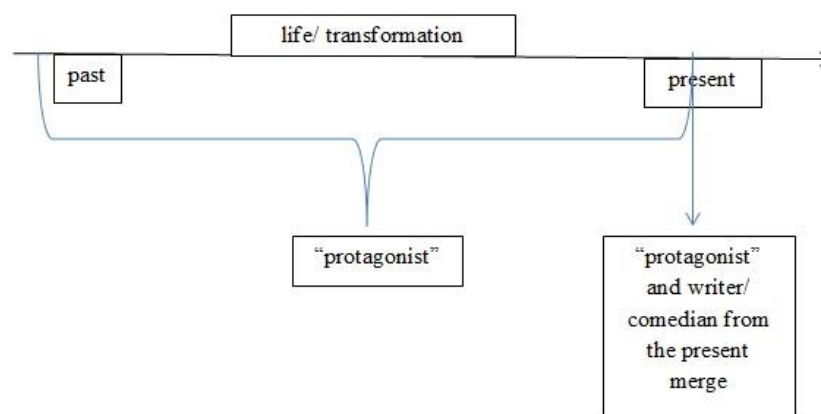 life/ transformation
past
present
“protagonist”
“protagonist”
and writer/
comedian from
the present
merge